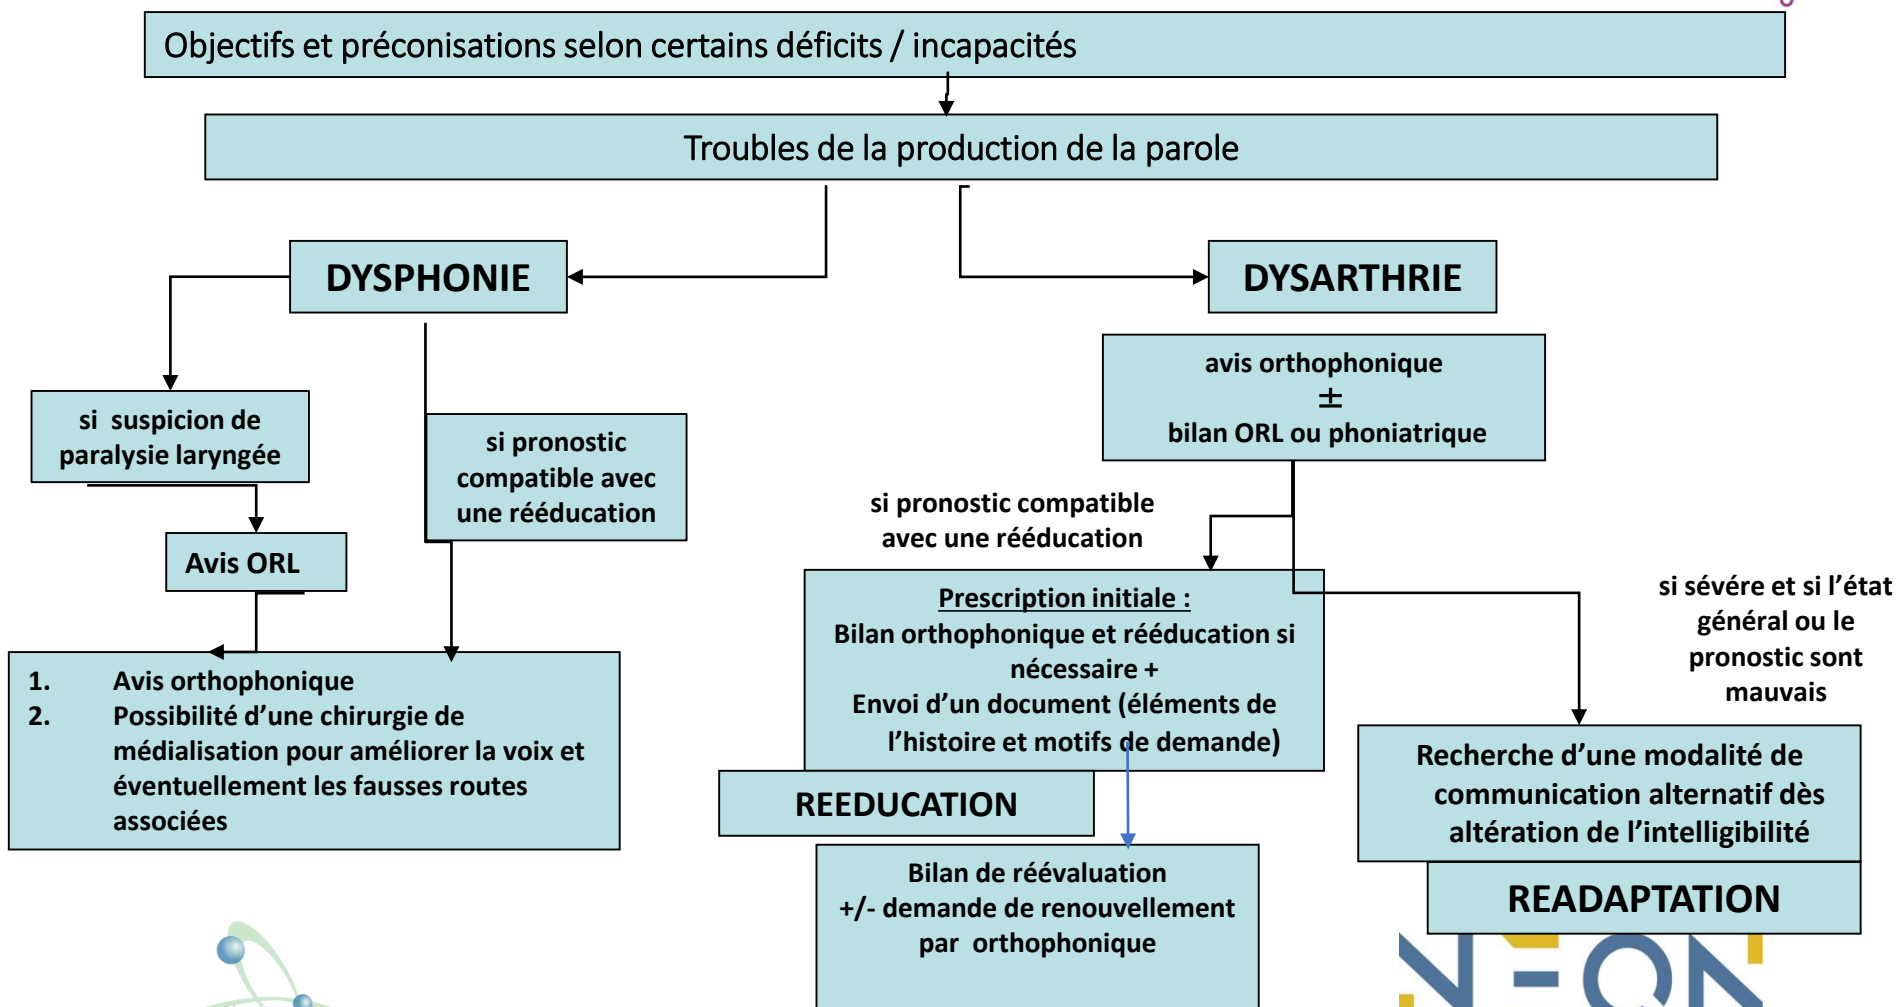 Objectifs et préconisations selon certains déficits / incapacités
Troubles de la production de la parole
DYSPHONIE
DYSARTHRIE
si suspicion de
paralysie laryngée
Avis ORL
si pronostic
compatible avec
une rééducation
1. Avis orthophonique
2. Possibilité d'une chirurgie de
médialisation pour améliorer la voix et
éventuellement les fausses routes
associées
avis orthophonique
±
bilan ORL ou phoniatrique
si pronostic compatible
avec une rééducation
Prescription initiale :
Bilan orthophonique et rééducation si
nécessaire +
Envoi d'un document (éléments de
l'histoire et motifs de demande)
REEDUCATION
Bilan de réévaluation
+/- demande de renouvellement
par orthophonique
si sévére et si l'état
général ou le
pronostic sont
mauvais
Recherche d'une modalité de
communication alternatif dès
altération de l'intelligibilité
READAPTATION
NEON